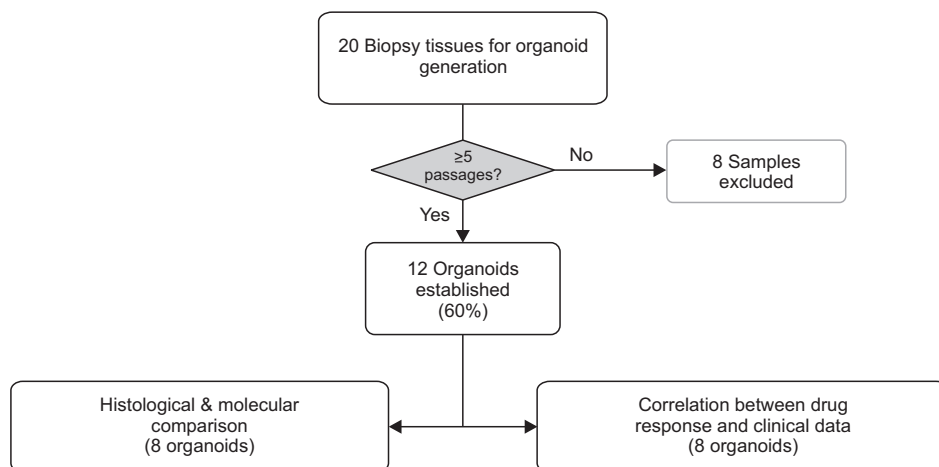 20 Biopsy tissues for organoid
generation
≥5
passages?
No
8 Samples
excluded
Yes
12 Organoids
established
(60%)
Histological & molecular
comparison
(8 organoids)
Correlation between drug
response and clinical data
(8 organoids)